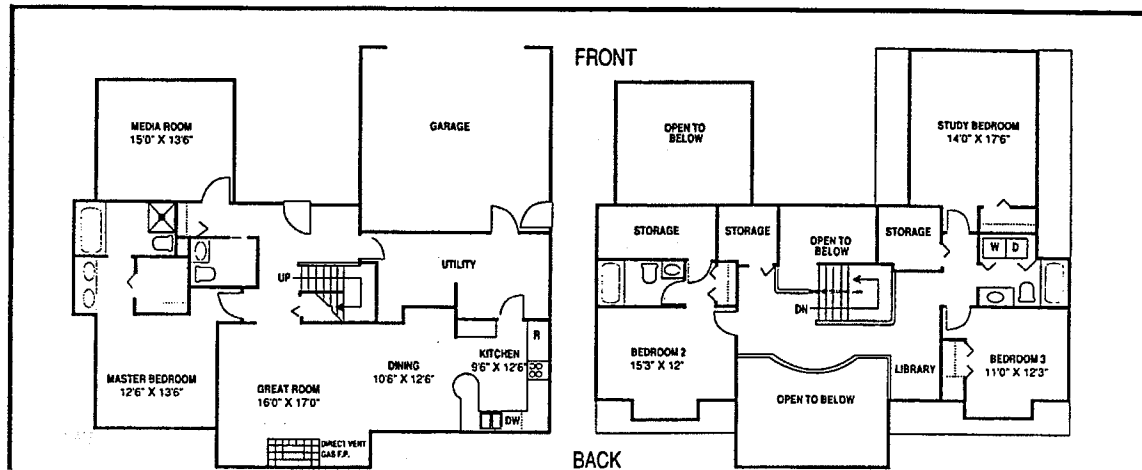 FRONT
MEDIA ROOM
15'0" X 13'6"
GARAGE
UP
UTILITY
MASTER BEDROOM
12'6" X 13'6"
GREAT ROOM
16'0" X 17'0"
DINING
10'6" X 12'6"
KITCHEN
9'6" X 12'6"
R
DW
DIRECT VENT
GAS F.P.
OPEN TO
BELOW
STUDY BEDROOM
14'0" X 17'6"
STORAGE
STORAGE
OPEN TO
BELOW
STORAGE
W D
DN
BEDROOM 2
15'3" X 12"
LIBRARY
BEDROOM 3
11'0" X 12'3"
OPEN TO BELOW
BACK